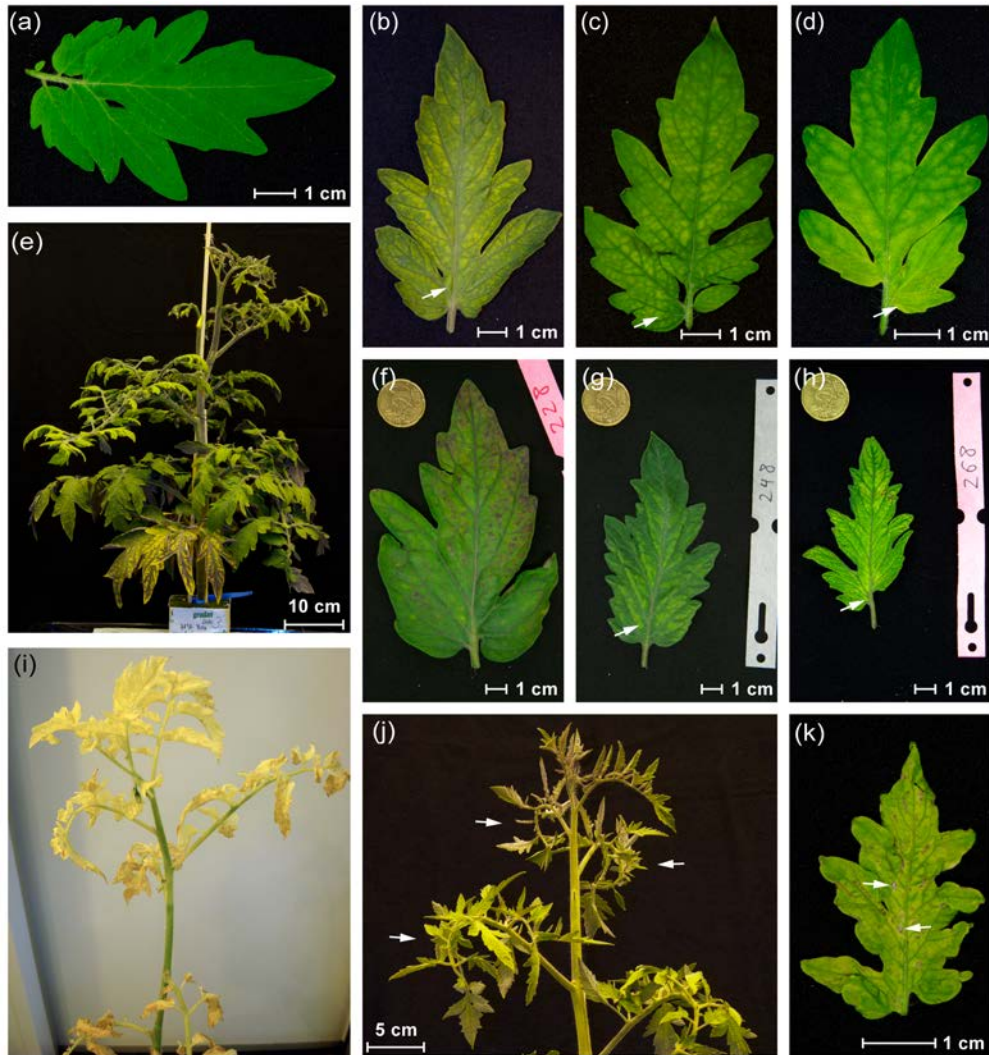 (a)
1 cm
(b)
1 cm
(c)
1 cm
(d)
1 cm
(e)
grodan
10 cm
(f)
228
1 cm
(g)
248
1 cm
(h)
268
1 cm
(i)
(j)
5 cm
(k)
1 cm